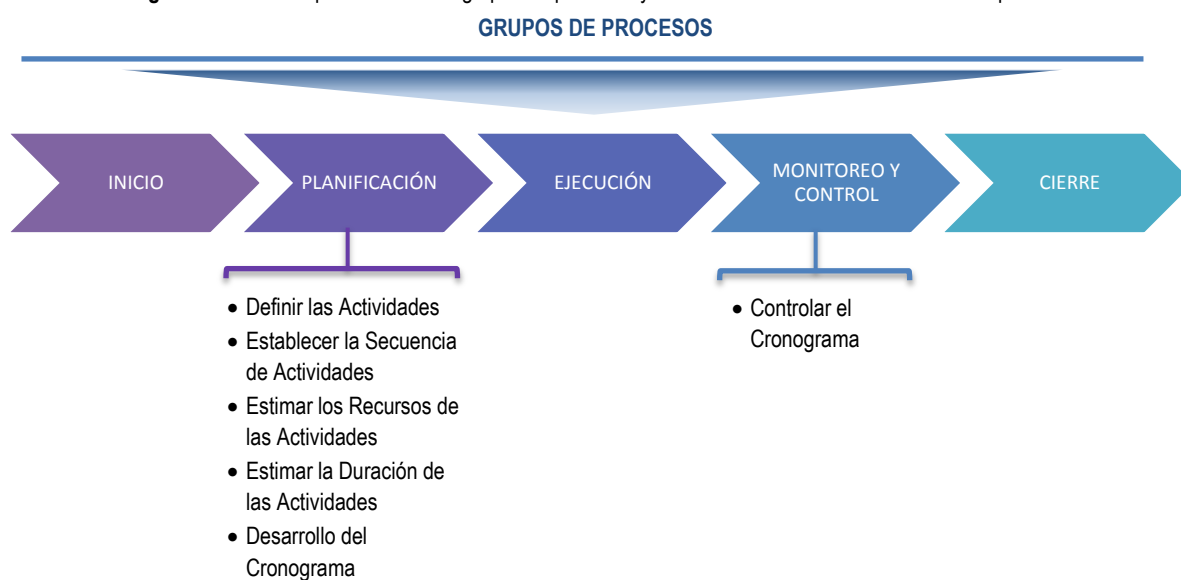 GRUPOS DE PROCESOS
INICIO
PLANIFICACIÓN
EJECUCIÓN
MONITOREO Y
CONTROL
CIERRE
• Definir las Actividades
• Establecer la Secuencia
de Actividades
• Estimar los Recursos de
las Actividades
• Estimar la Duración de
las Actividades
• Desarrollo del
Cronograma
• Controlar el
Cronograma